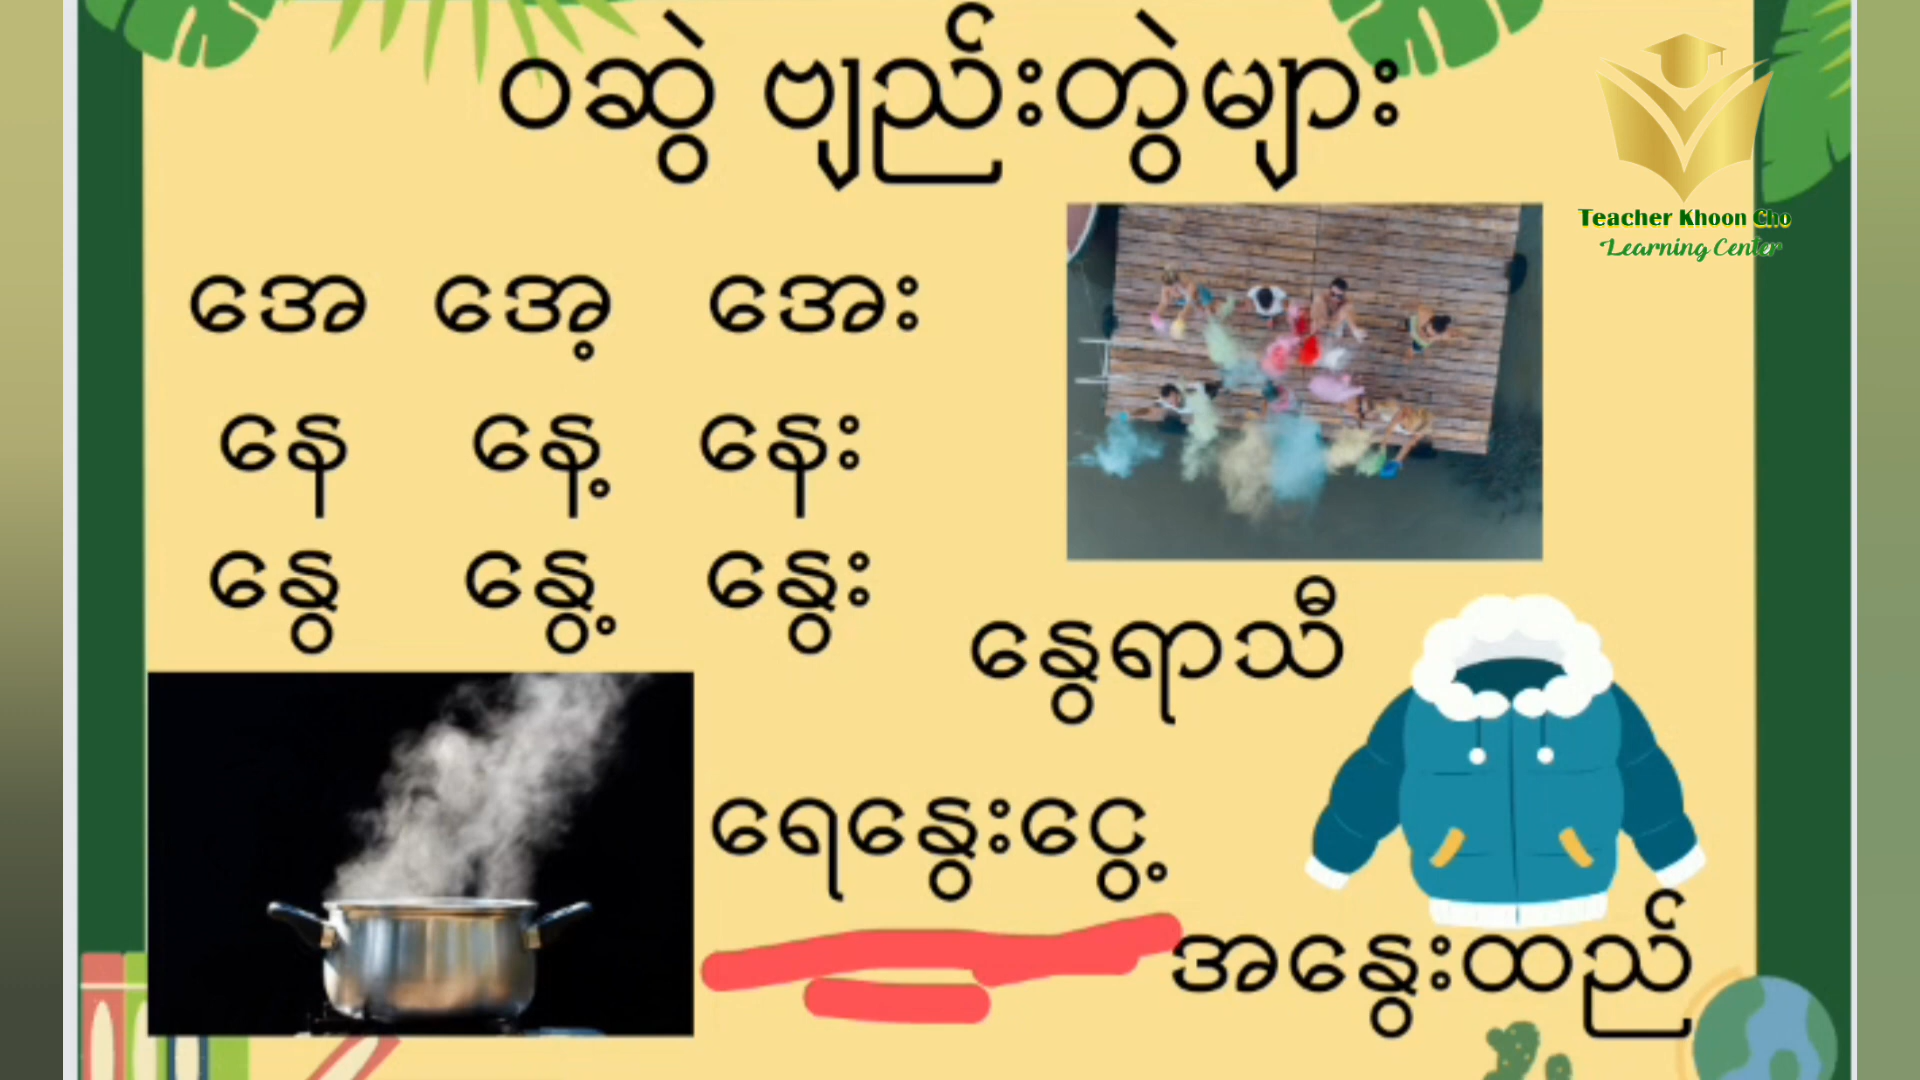 ဝဆွဲ ဗျည်းတွဲများ
Teacher Khoon Cho
Learning Center
အေ အေ့ အေး
နေ နေ့ နေး
နွေ နွေ့ နွေး
နွေရာသီ
ရေနွေးငွေ့
အနွေးထည်